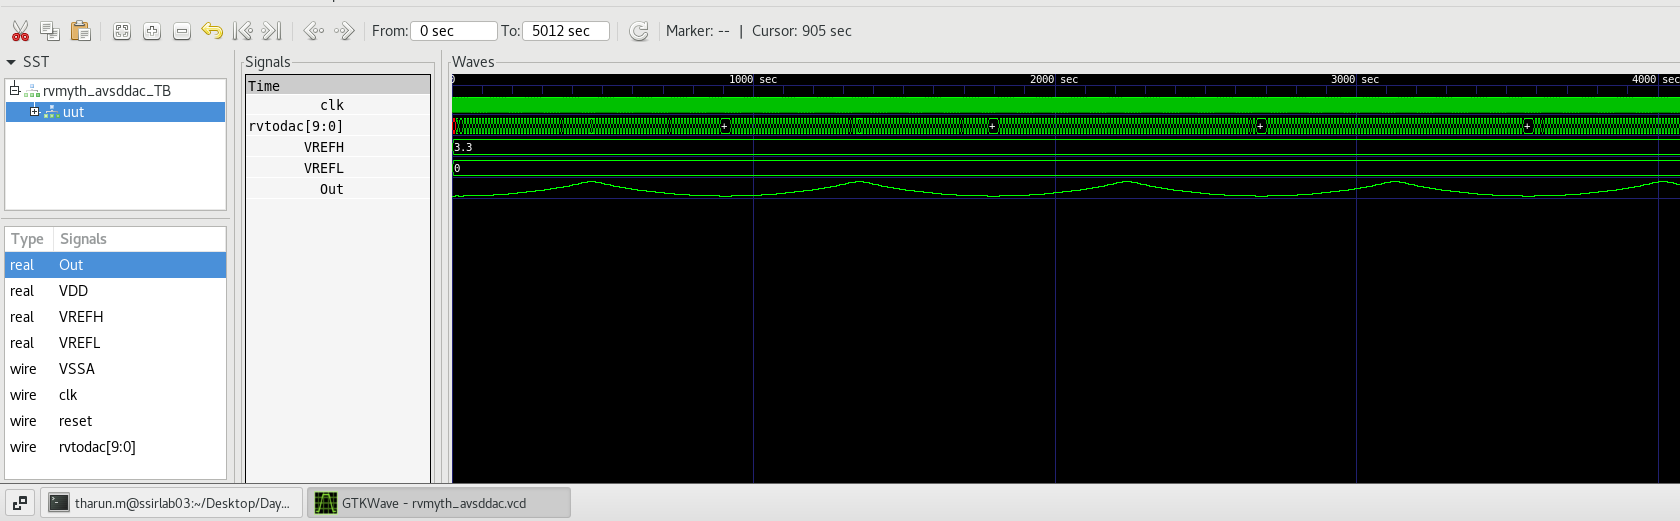 From: 0 sec To: 5012 sec Marker: -- | Cursor: 905 sec
SST
rvmyth_avsddac_TB
uut
Type Signals
real Out
real VDD
real VREFH
real VREFL
wire VSSA
wire clk
wire reset
wire rvtodac[9:0]
Signals
Time
clk
rvtodac[9:0]
VREFH
VREFL
Out
Waves
0 1000 sec 2000 sec 3000 sec 4000 sec
+ + + +
3.3
0
tharun.m@ssirlab03:~/Desktop/Day...
GTKWave - rvmyth_avsddac.vcd